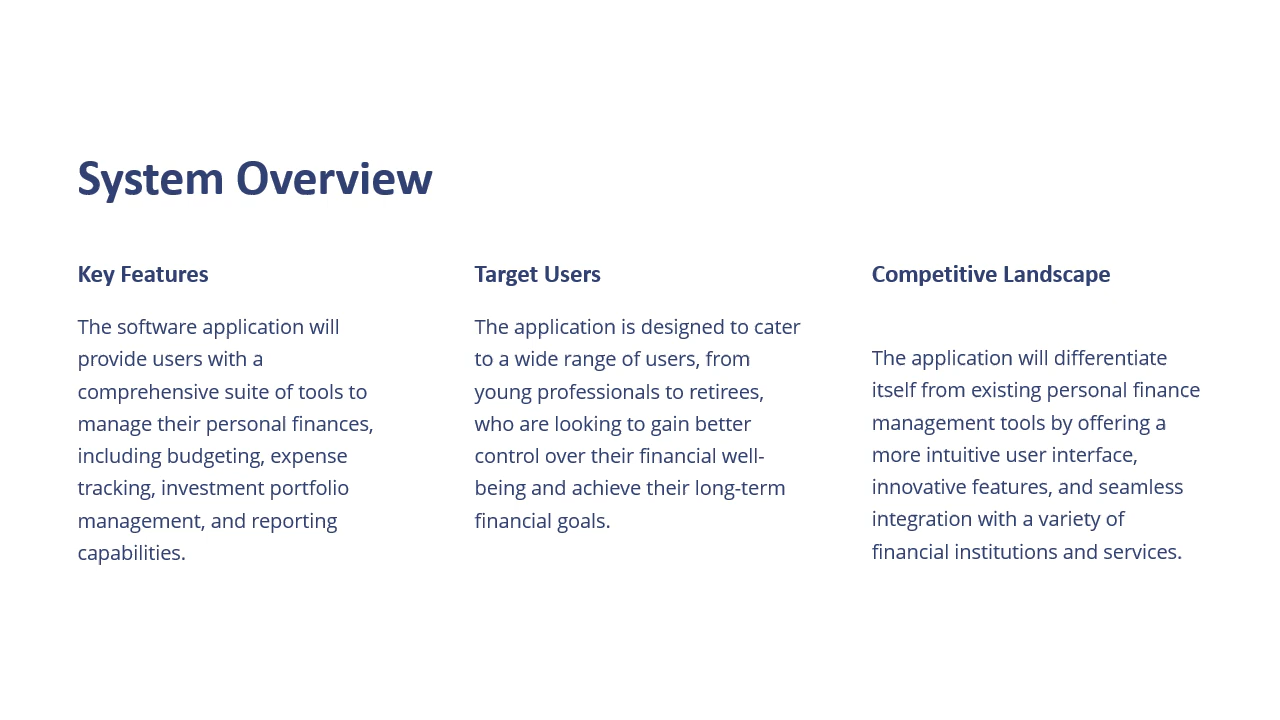 System Overview
Key Features
The software application will
provide users with a
comprehensive suite of tools to
manage their personal finances,
including budgeting, expense
tracking, investment portfolio
management, and reporting
capabilities.
Target Users
The application is designed to cater
to a wide range of users, from
young professionals to retirees,
who are looking to gain better
control over their financial well-
being and achieve their long-term
financial goals.
Competitive Landscape
The application will differentiate
itself from existing personal finance
management tools by offering a
more intuitive user interface,
innovative features, and seamless
integration with a variety of
financial institutions and services.